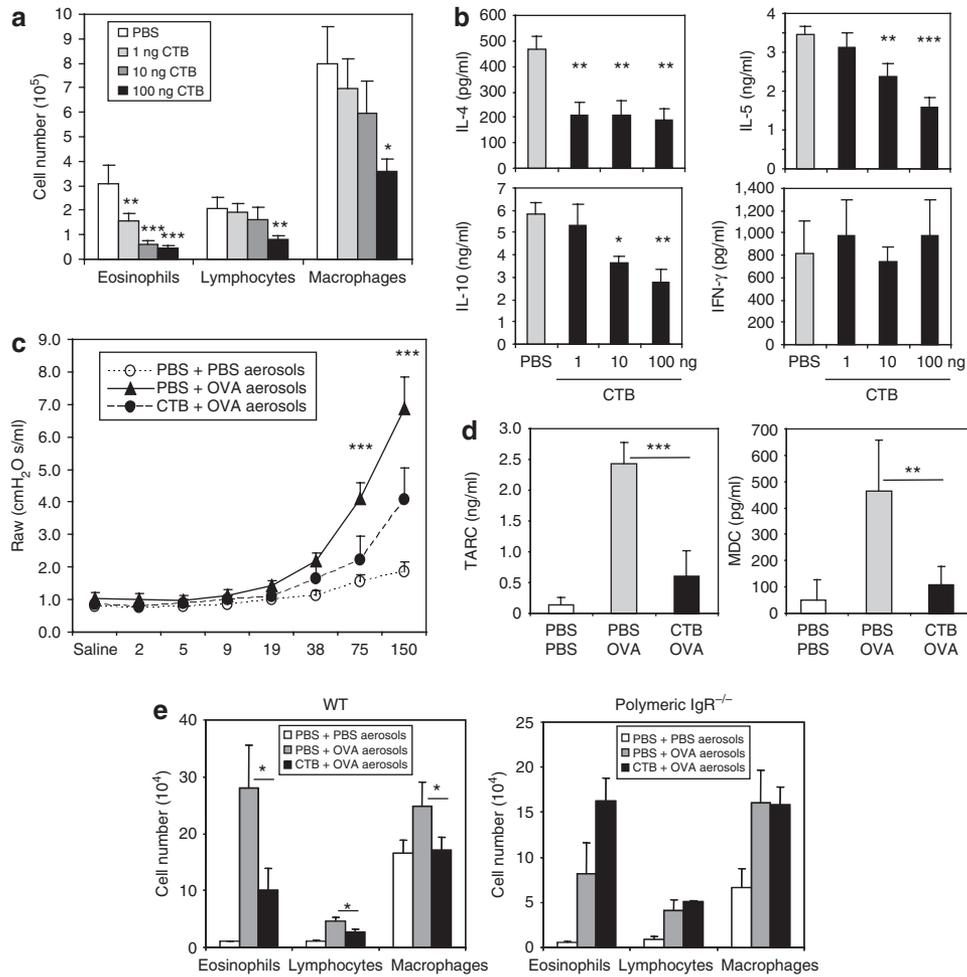 a
PBS
1 ng CTB
10 ng CTB
100 ng CTB
Cell number (10⁵)
10
9
8
7
6
5
4
3
2
1
0
**
***
***
**
*
Eosinophils Lymphocytes Macrophages
b
IL-4 (pg/ml)
600
500
400
300
200
100
0
** ** **
IL-5 (ng/ml)
4
3
2
1
0
** ***
IL-10 (ng/ml)
7
6
5
4
3
2
1
0
* **
PBS 1 10 100 ng
CTB
IFN-γ (pg/ml)
1,400
1,200
1,000
800
600
400
200
0
PBS 1 10 100 ng
CTB
c
PBS + PBS aerosols
PBS + OVA aerosols
CTB + OVA aerosols
Raw (cmH₂O s/ml)
9.0
8.0
7.0
6.0
5.0
4.0
3.0
2.0
1.0
0.0
***
***
Saline 2 5 9 19 38 75 150
d
TARC (ng/ml)
3.0
2.5
2.0
1.5
1.0
0.5
0
***
PBS PBS CTB
PBS OVA OVA
MDC (pg/ml)
700
600
500
400
300
200
100
0
**
PBS PBS CTB
PBS OVA OVA
e
WT
PBS + PBS aerosols
PBS + OVA aerosols
CTB + OVA aerosols
Cell number (10⁴)
40
30
20
10
0
*
*
*
Eosinophils Lymphocytes Macrophages
Polymeric IgR⁻/⁻
PBS + PBS aerosols
PBS + OVA aerosols
CTB + OVA aerosols
Cell number (10⁴)
25
20
15
10
5
0
Eosinophils Lymphocytes Macrophages